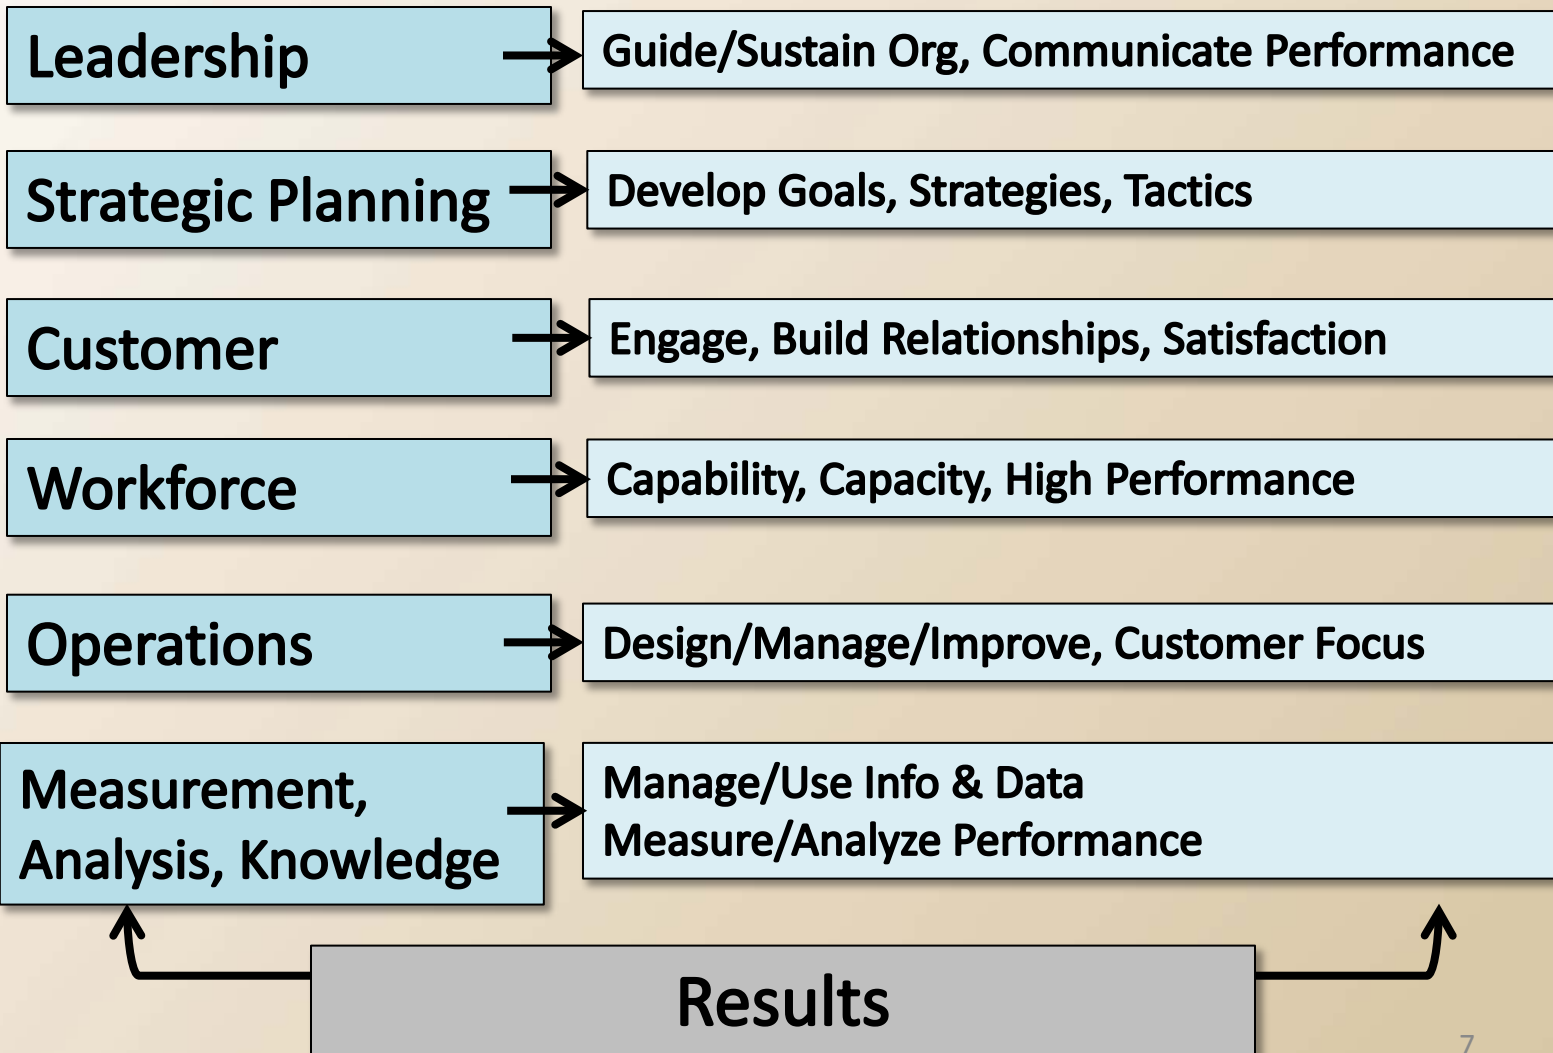 Leadership
Guide/Sustain Org, Communicate Performance
Strategic Planning
Develop Goals, Strategies, Tactics
Customer
Engage, Build Relationships, Satisfaction
Workforce
Capability, Capacity, High Performance
Operations
Design/Manage/Improve, Customer Focus
Measurement,
Analysis, Knowledge
Manage/Use Info & Data
Measure/Analyze Performance
Results
7